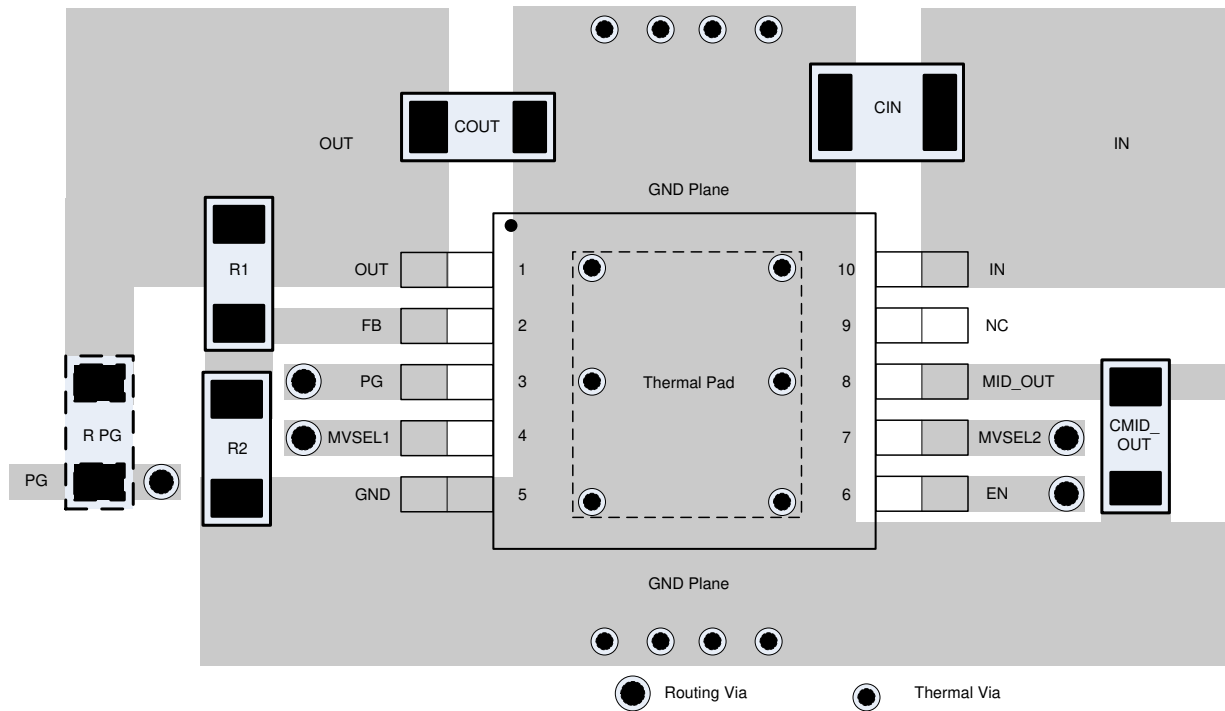 COUT
CIN
OUT
IN
GND Plane
R1
OUT
1
10
IN
FB
2
9
NC
PG
3
Thermal Pad
8
MID_OUT
R PG
R2
MVSEL1
4
7
MVSEL2
CMID_
OUT
PG
GND
5
6
EN
GND Plane
Routing Via
Thermal Via